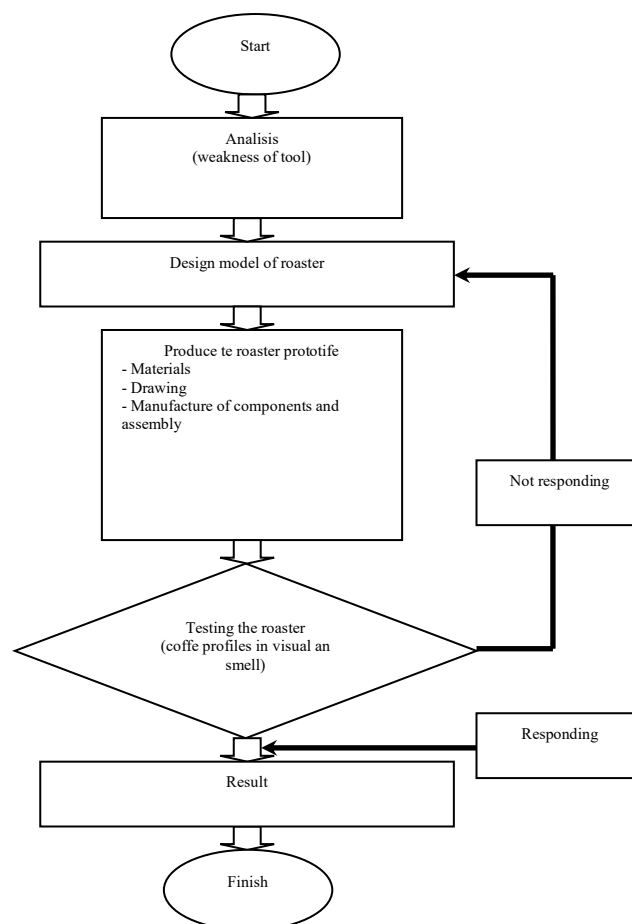 Start
Analisis
(weakness of tool)
Design model of roaster
Produce te roaster prototife
- Materials
- Drawing
- Manufacture of components and
assembly
Not responding
Testing the roaster
(coffe profiles in visual an
smell)
Responding
Result
Finish